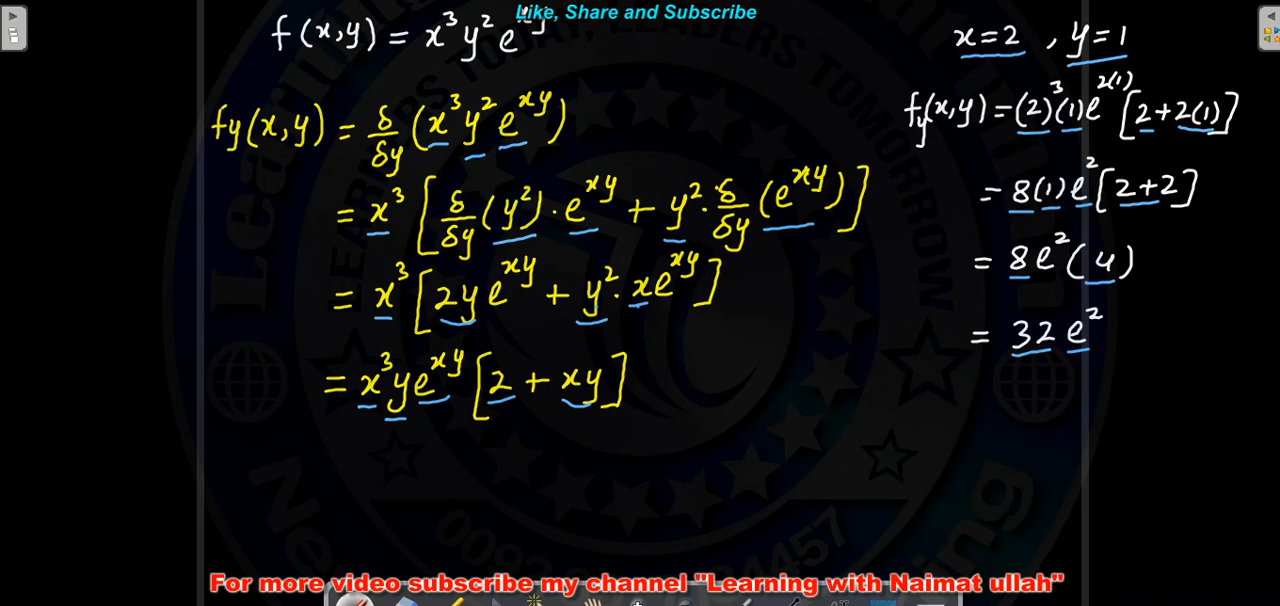 Like, Share and Subscribe
f(x,y) = x³y²e^xy
fy(x,y) = δ/δy (x³y²e^xy)
= x³ [δ/δy (y²) · e^xy + y² · δ/δy (e^xy)]
= x³ [2ye^xy + y² · xe^xy]
= x³ye^xy [2 + xy]
x=2 , y=1
fy(x,y) = (2)³(1)e^2(1) [2+2(1)]
= 8(1)e² [2+2]
= 8e² (4)
= 32e²
For more video subscribe my channel "Learning with Naimat ullah"